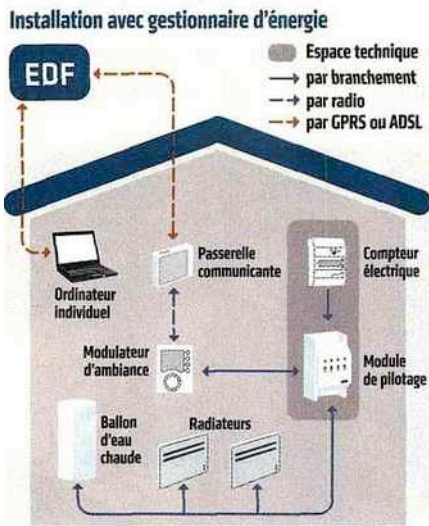 Installation avec gestionnaire d'énergie
EDF
Espace technique
par branchement
par radio
par GPRS ou ADSL
Ordinateur
individuel
Passerelle
communicante
Compteur
électrique
Modulateur
d'ambiance
Module
de pilotage
Ballon
d'eau
chaude
Radiateurs